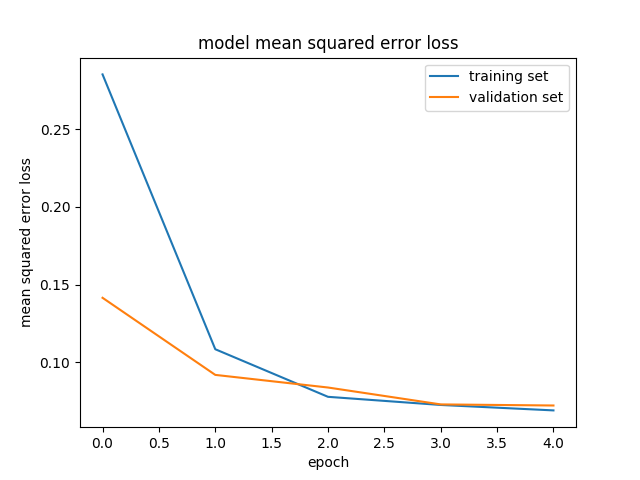 model mean squared error loss
training set
validation set
0.25
0.20
0.15
0.10
mean squared error loss
0.0 0.5 1.0 1.5 2.0 2.5 3.0 3.5 4.0
epoch